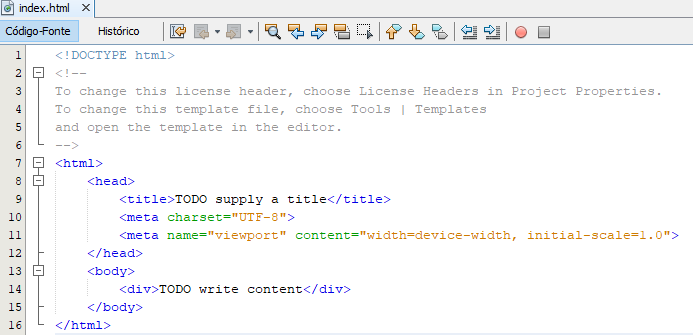 index.html
Código-Fonte Histórico
1 <!DOCTYPE html>
2 <!--
3 To change this license header, choose License Headers in Project Properties.
4 To change this template file, choose Tools | Templates
5 and open the template in the editor.
6 -->
7 <html>
8 <head>
9 <title>TODO supply a title</title>
10 <meta charset="UTF-8">
11 <meta name="viewport" content="width=device-width, initial-scale=1.0">
12 </head>
13 <body>
14 <div>TODO write content</div>
15 </body>
16 </html>